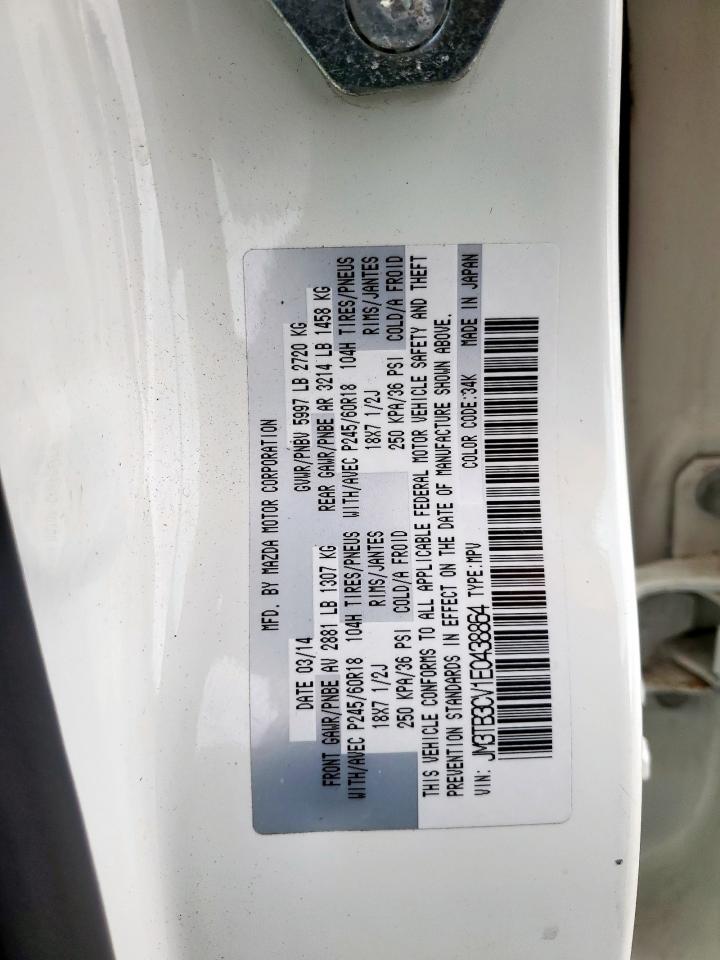 MFD. BY MAZDA MOTOR CORPORATION
DATE 03/14 GVWR/PNBV 5997 LB 2720 KG
FRONT GAWR/PNBE AV 2881 LB 1307 KG REAR GAWR/PNBE AR 3214 LB 1458 KG
WITH/AVEC P245/60R18 104H TIRES/PNEUS WITH/AVEC P245/60R18 104H TIRES/PNEUS
18X7 1/2J RIMS/JANTES 18X7 1/2J RIMS/JANTES
250 KPA/36 PSI COLD/A FROID 250 KPA/36 PSI COLD/A FROID
THIS VEHICLE CONFORMS TO ALL APPLICABLE FEDERAL MOTOR VEHICLE SAFETY AND THEFT
PREVENTION STANDARDS IN EFFECT ON THE DATE OF MANUFACTURE SHOWN ABOVE.
COLOR CODE:34K MADE IN JAPAN
VIN: JM3TB3CV1E0438864 TYPE:MPV